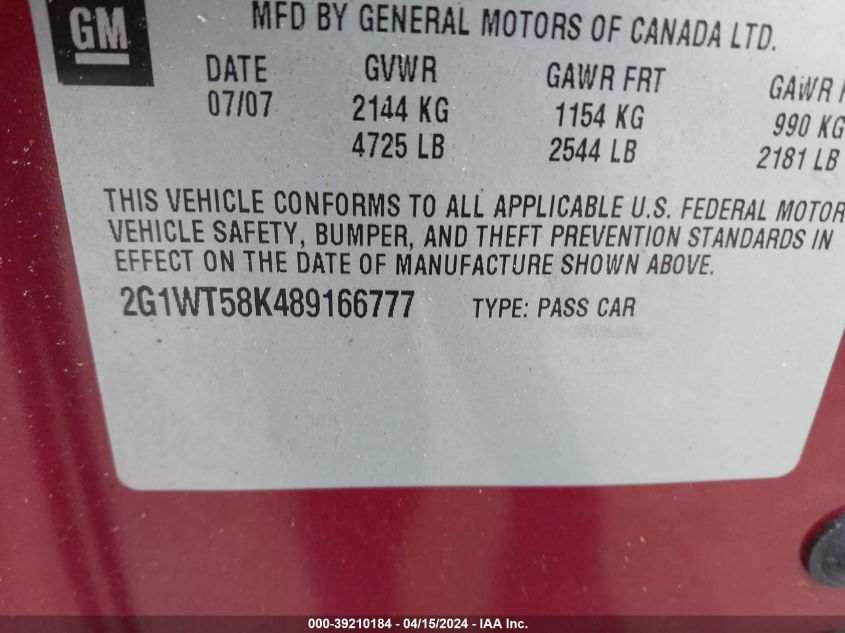 GM
MFD BY GENERAL MOTORS OF CANADA LTD.
DATE GVWR GAWR FRT GAWR
07/07 2144 KG 1154 KG 990 KG
4725 LB 2544 LB 2181 LB
THIS VEHICLE CONFORMS TO ALL APPLICABLE U.S. FEDERAL MOTOR
VEHICLE SAFETY, BUMPER, AND THEFT PREVENTION STANDARDS IN
EFFECT ON THE DATE OF MANUFACTURE SHOWN ABOVE.
2G1WT58K489166777 TYPE: PASS CAR
000-39210184 - 04/15/2024 - IAAI Inc.